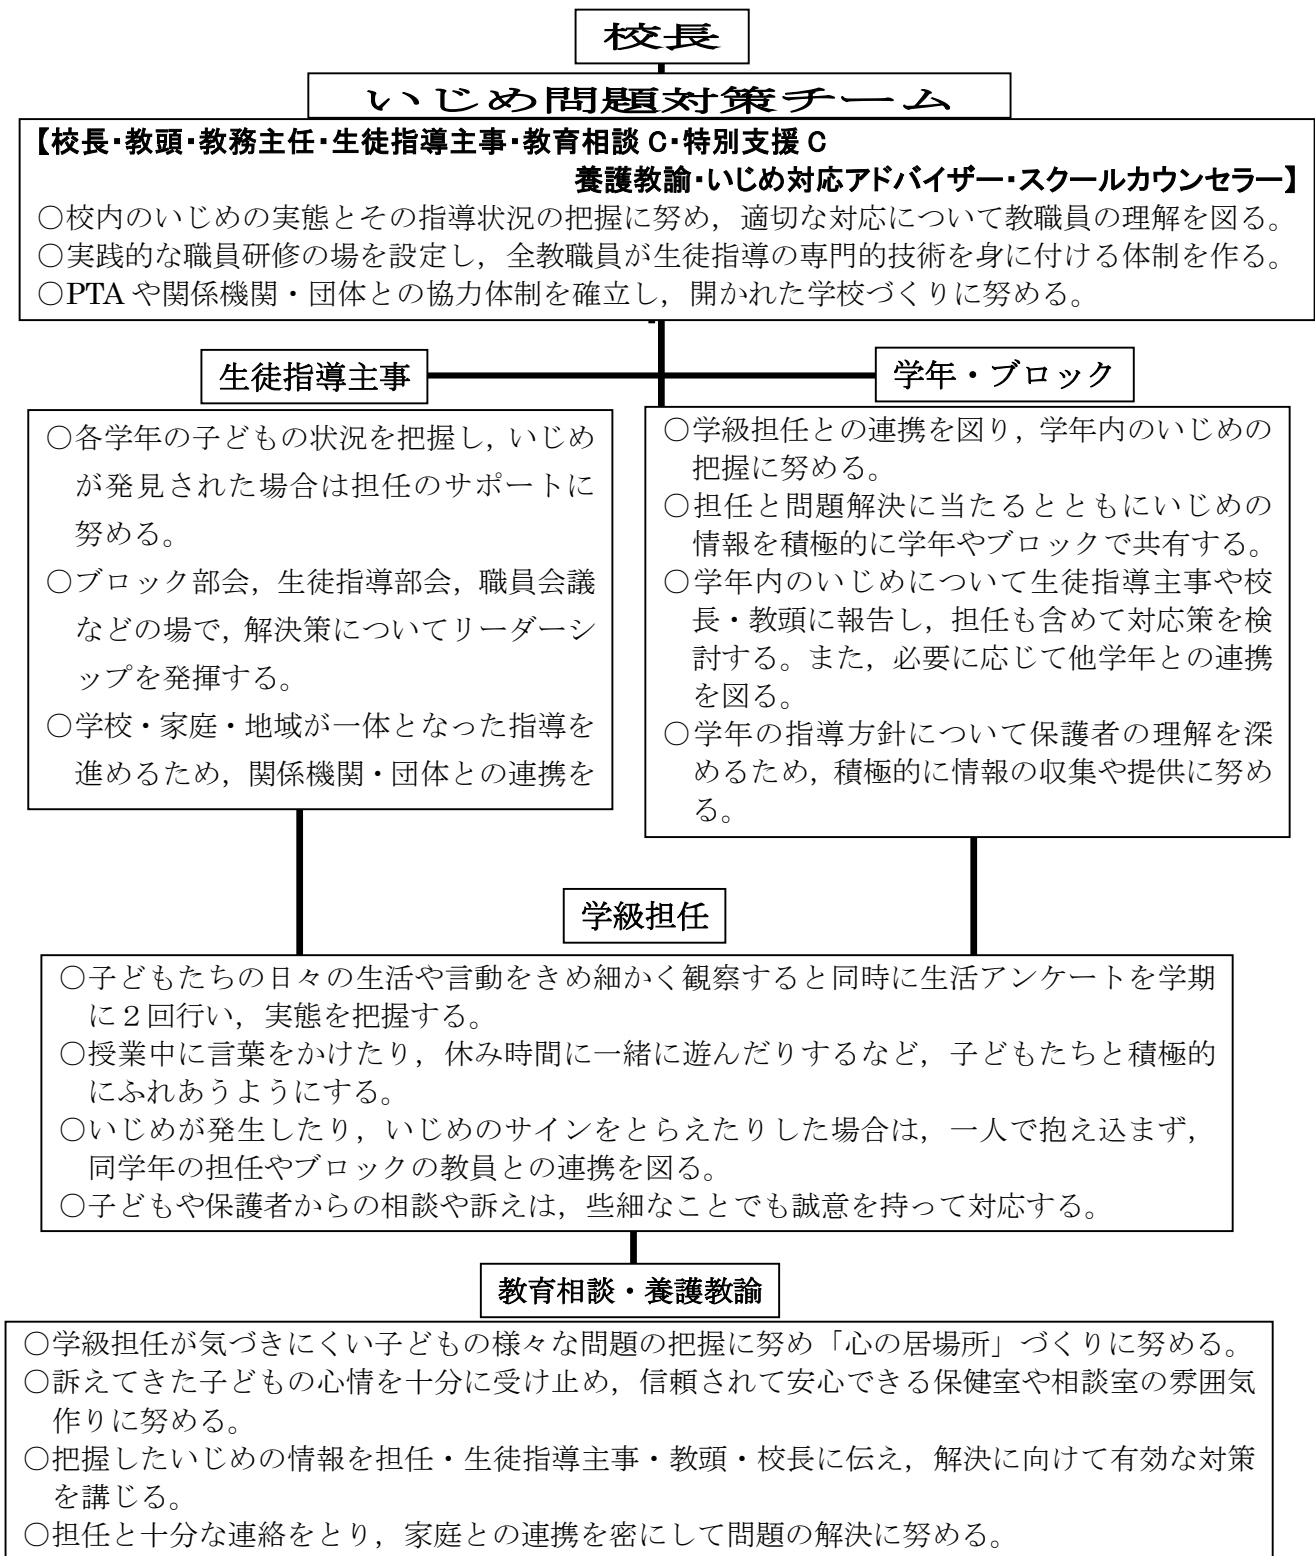 校長
いじめ問題対策チーム
【校長・教頭・教務主任・生徒指導主事・教育相談C・特別支援C
養護教諭・いじめ対応アドバイザー・スクールカウンセラー】
○校内のいじめの実態とその指導状況の把握に努め，適切な対応について教職員の理解を図る。
○実践的な職員研修の場を設定し，全教職員が生徒指導の専門的技術を身に付ける体制を作る。
○PTAや関係機関・団体との協力体制を確立し，開かれた学校づくりに努める。
生徒指導主事
○各学年の子どもの状況を把握し，いじめ
が発見された場合は担任のサポートに
努める。
○ブロック部会，生徒指導部会，職員会議
などの場で，解決策についてリーダーシ
ップを発揮する。
○学校・家庭・地域が一体となった指導を
進めるため，関係機関・団体との連携を
学年・ブロック
○学級担任との連携を図り，学年内のいじめの
把握に努める。
○担任と問題解決に当たるとともにいじめの
情報を積極的に学年やブロックで共有する。
○学年内のいじめについて生徒指導主事や校
長・教頭に報告し，担任も含めて対応策を検
討する。また，必要に応じて他学年との連携
を図る。
○学年の指導方針について保護者の理解を深
めるため，積極的に情報の収集や提供に努め
る。
学級担任
○子どもたちの日々の生活や言動をきめ細かく観察すると同時に生活アンケートを学期
に２回行い，実態を把握する。
○授業中に言葉をかけたり，休み時間に一緒に遊んだりするなど，子どもたちと積極的
にふれあうようにする。
○いじめが発生したり，いじめのサインをとらえたりした場合は，一人で抱え込まず，
同学年の担任やブロックの教員との連携を図る。
○子どもや保護者からの相談や訴えは，些細なことでも誠意を持って対応する。
教育相談・養護教諭
○学級担任が気づきにくい子どもの様々な問題の把握に努め「心の居場所」づくりに努める。
○訴えてきた子どもの心情を十分に受け止め，信頼されて安心できる保健室や相談室の雰囲気
作りに努める。
○把握したいじめの情報を担任・生徒指導主事・教頭・校長に伝え，解決に向けて有効な対策
を講じる。
○担任と十分な連絡をとり，家庭との連携を密にして問題の解決に努める。